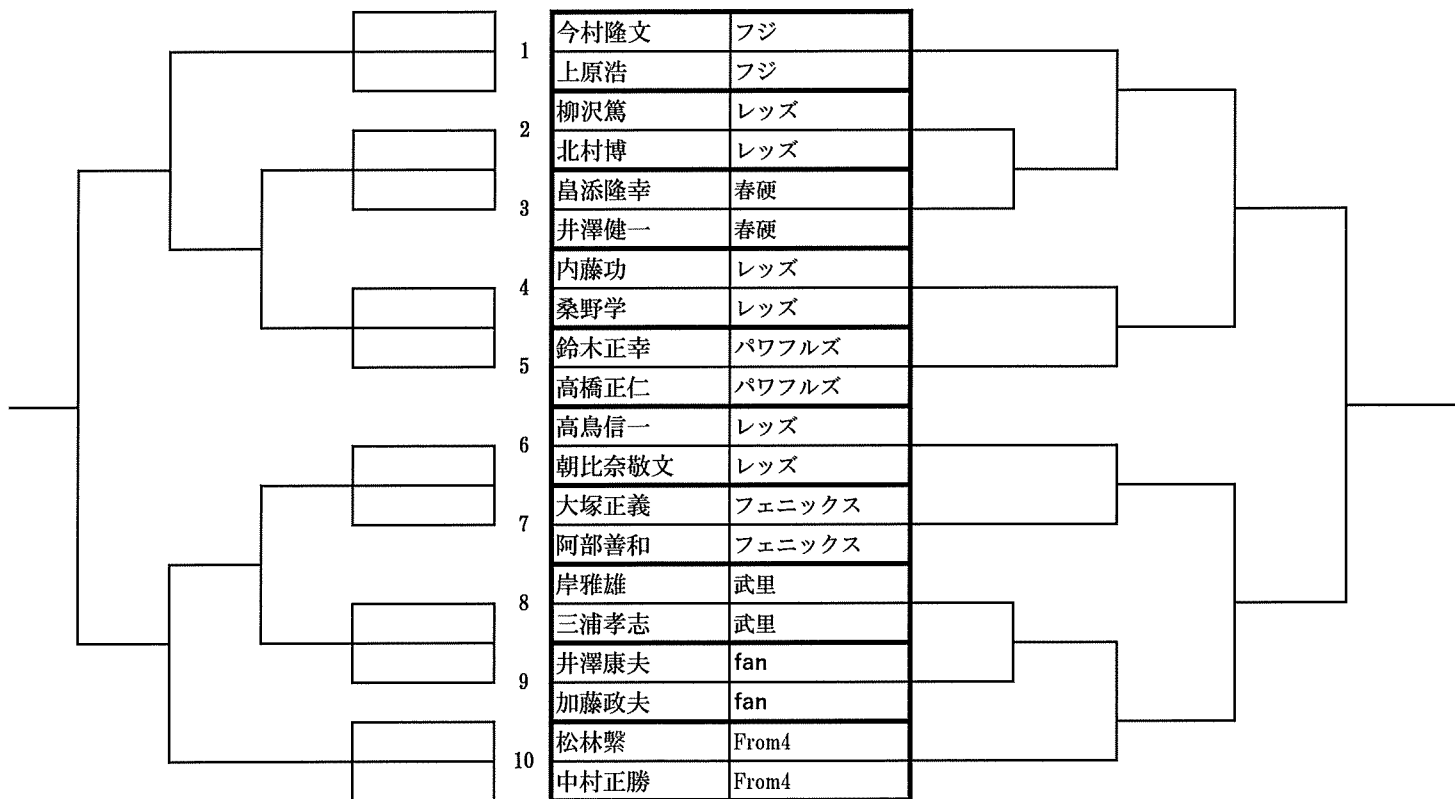 1
今村隆文 フジ
上原浩 フジ
2
柳沢篤 レッズ
北村博 レッズ
3
畠添隆幸 春硬
井澤健一 春硬
4
内藤功 レッズ
桑野学 レッズ
5
鈴木正幸 パワフルズ
高橋正仁 パワフルズ
6
高鳥信一 レッズ
朝比奈敬文 レッズ
7
大塚正義 フェニックス
阿部善和 フェニックス
8
岸雅雄 武里
三浦孝志 武里
9
井澤康夫 fan
加藤政夫 fan
10
松林繄 From4
中村正勝 From4